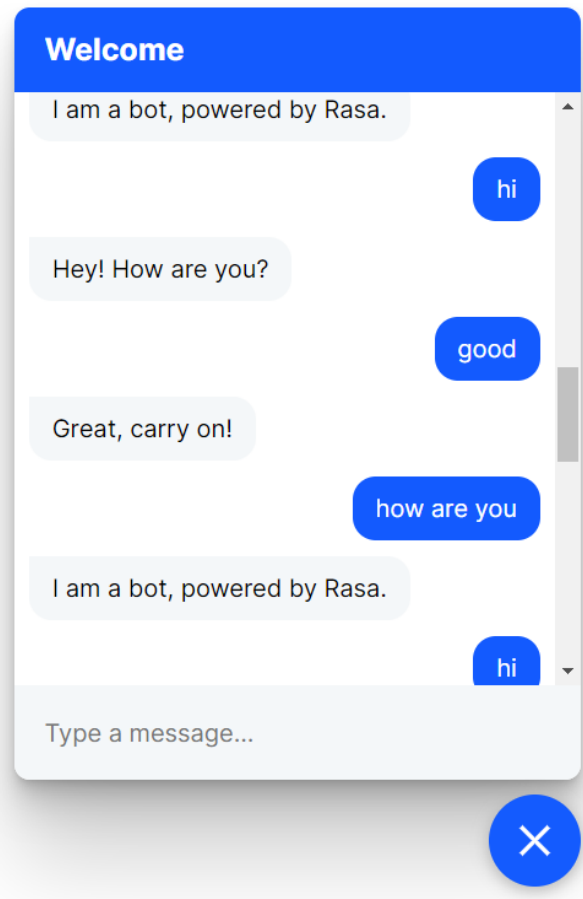 Welcome
I am a bot, powered by Rasa.
hi
Hey! How are you?
good
Great, carry on!
how are you
I am a bot, powered by Rasa.
hi
Type a message...